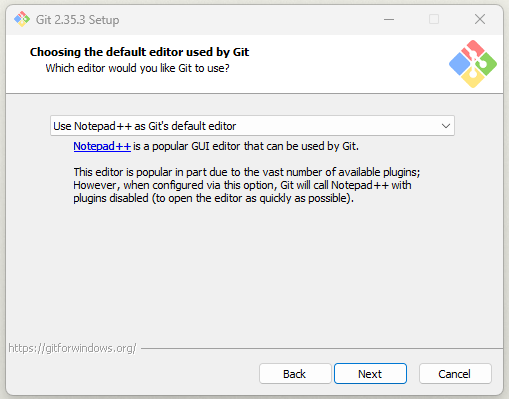 Git 2.35.3 Setup
Choosing the default editor used by Git
Which editor would you like Git to use?
Use Notepad++ as Git's default editor
Notepad++ is a popular GUI editor that can be used by Git.
This editor is popular in part due to the vast number of available plugins;
However, when configured via this option, Git will call Notepad++ with
plugins disabled (to open the editor as quickly as possible).
https://gitforwindows.org/
Back
Next
Cancel